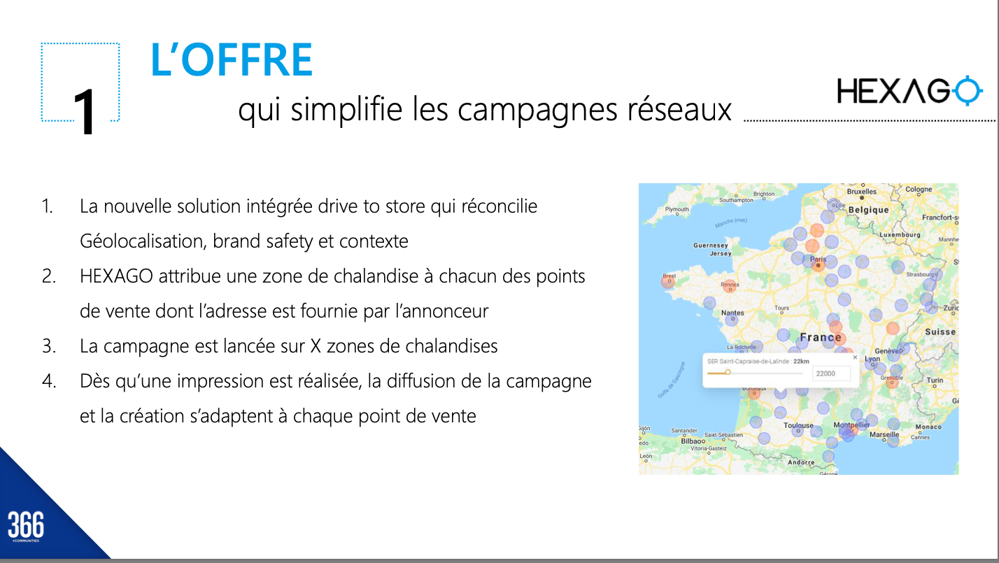 L'OFFRE
1
qui simplifie les campagnes réseaux
HEXAGO
1. La nouvelle solution intégrée drive to store qui réconcilie
Géolocalisation, brand safety et contexte
2. HEXAGO attribue une zone de chalandise à chacun des points
de vente dont l'adresse est fournie par l'annonceur
3. La campagne est lancée sur X zones de chalandises
4. Dès qu'une impression est réalisée, la diffusion de la campagne
et la création s'adaptent à chaque point de vente
Bruxelles
Cologne
Brighton
Southampton
Plymouth
Lille
Belgique
Manche (mer)
Francfort-s
Luxembourg
Mannhe
Guernesey
Jersey
Paris
St
Brest
Strasbourg
Rennes
Zuric
Nantes
Tours
Suisse
France
La Rochelle
Genève
SER Saint-Capraise-de-Lalinde : 22km
22000
Lyon
Golfe de Gascogne
Turin
Grenoble
Bordeaux
Gê
Toulouse
Montpellier
Monaco
Gijón
Santander
Saint-Sébastien
Marseille
Cannes
edo
Bilbao
Vitoria-Gasteiz
León
Andorre
Gérone
366
#COMMUNITIES